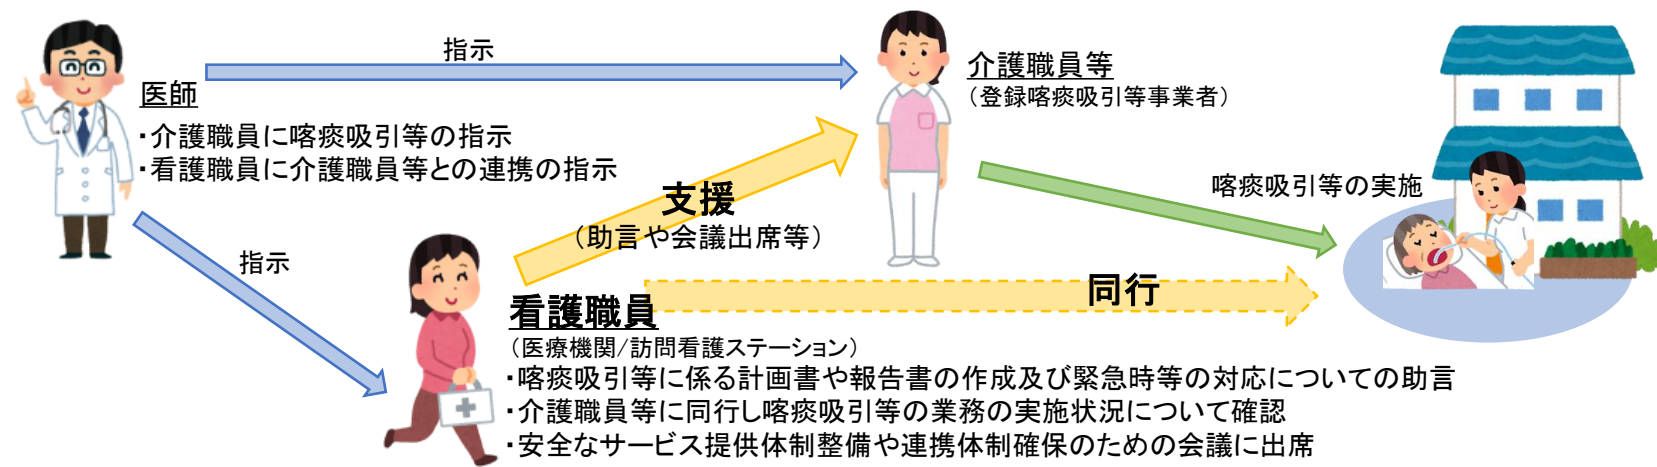 指示
医師
・介護職員に喀痰吸引等の指示
・看護職員に介護職員等との連携の指示
介護職員等
（登録喀痰吸引等事業者）
支援
（助言や会議出席等）
喀痰吸引等の実施
指示
同行
看護職員
（医療機関/訪問看護ステーション）
・喀痰吸引等に係る計画書や報告書の作成及び緊急時等の対応についての助言
・介護職員等に同行し喀痰吸引等の業務の実施状況について確認
・安全なサービス提供体制整備や連携体制確保のための会議に出席